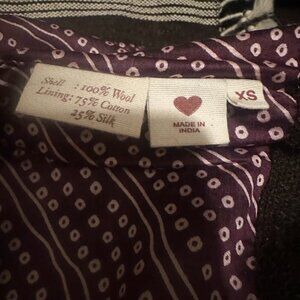 Shell : 100% Wool
Lining : 75% Cotton
25% Silk
MADE IN
INDIA
XS